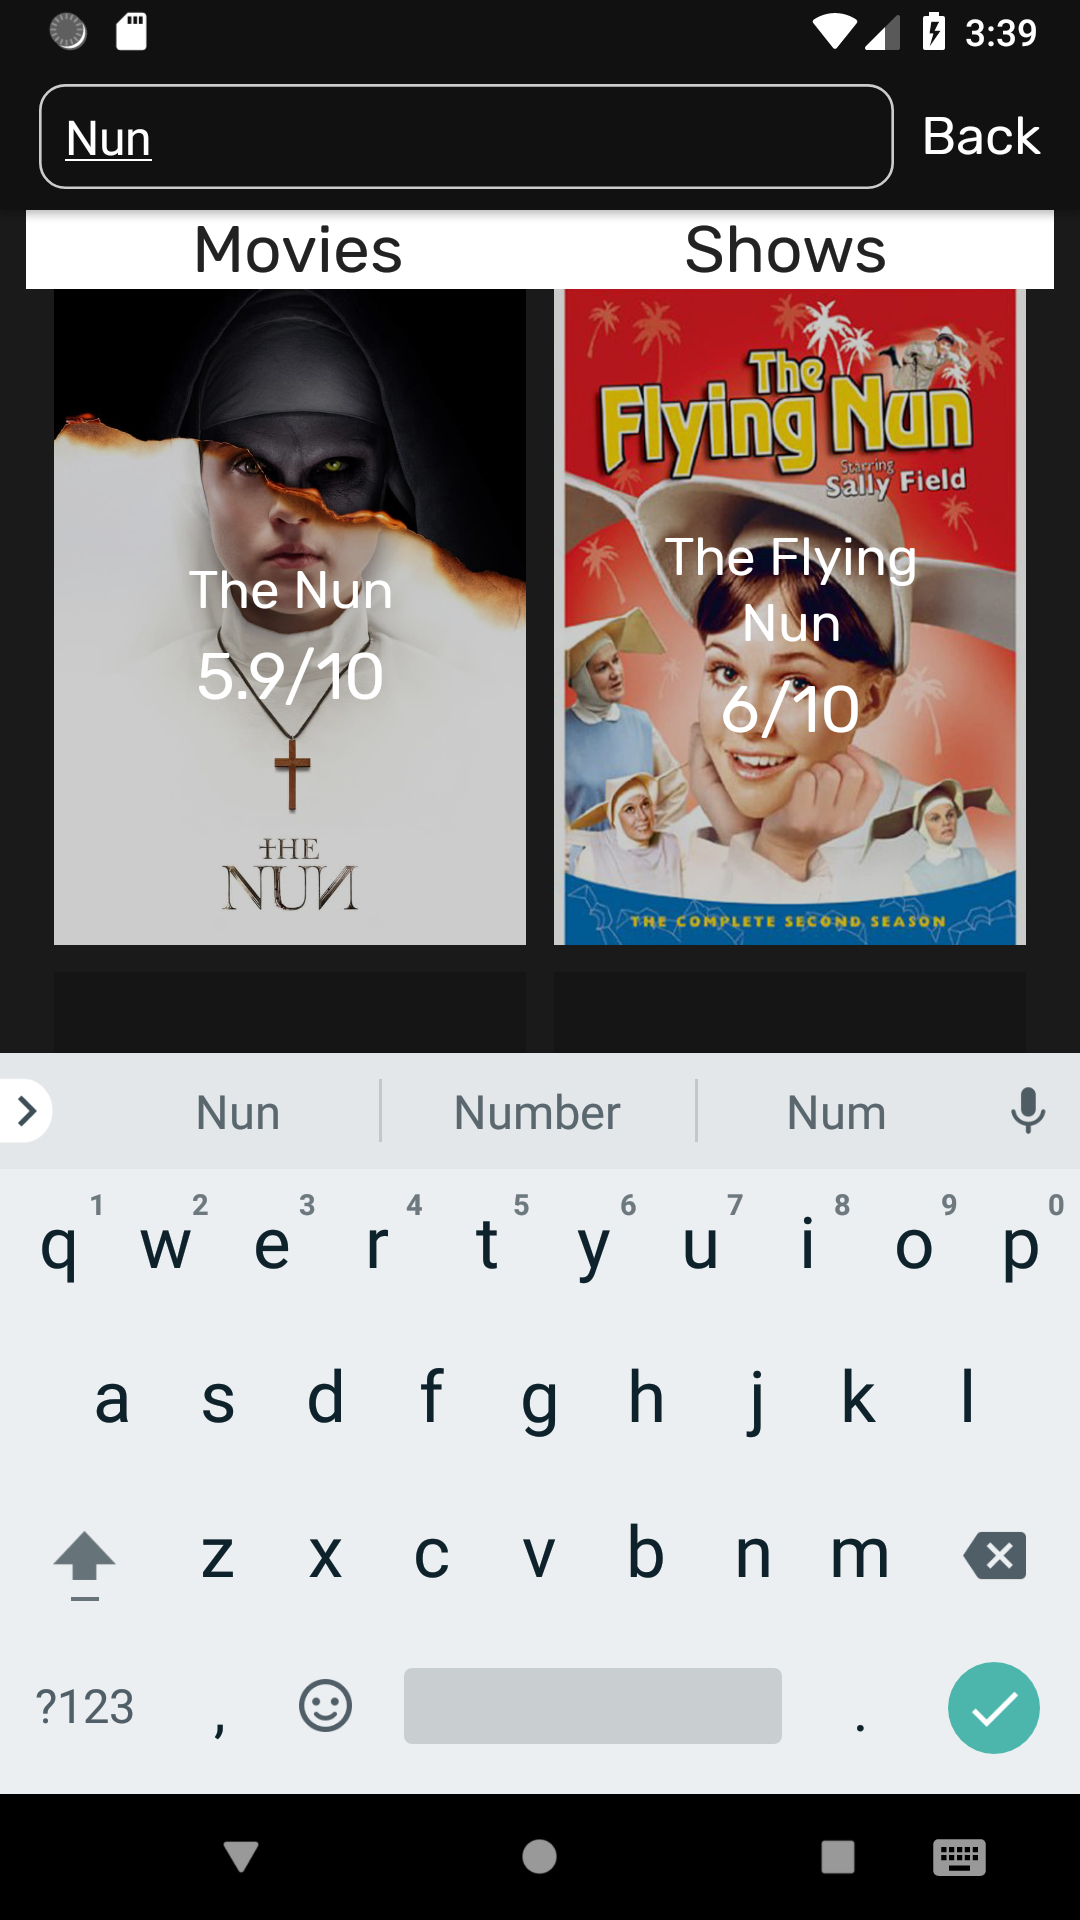 3:39
Nun
Back
Movies
Shows
The Nun
5.9/10
THE
NUN
The
Flying Nun
Starring
Sally Field
The Flying
Nun
6/10
THE COMPLETE SECOND SEASON
Nun
Number
Num
1 2 3 4 5 6 7 8 9 0
q w e r t y u i o p
a s d f g h j k l
z x c v b n m
?123 , .